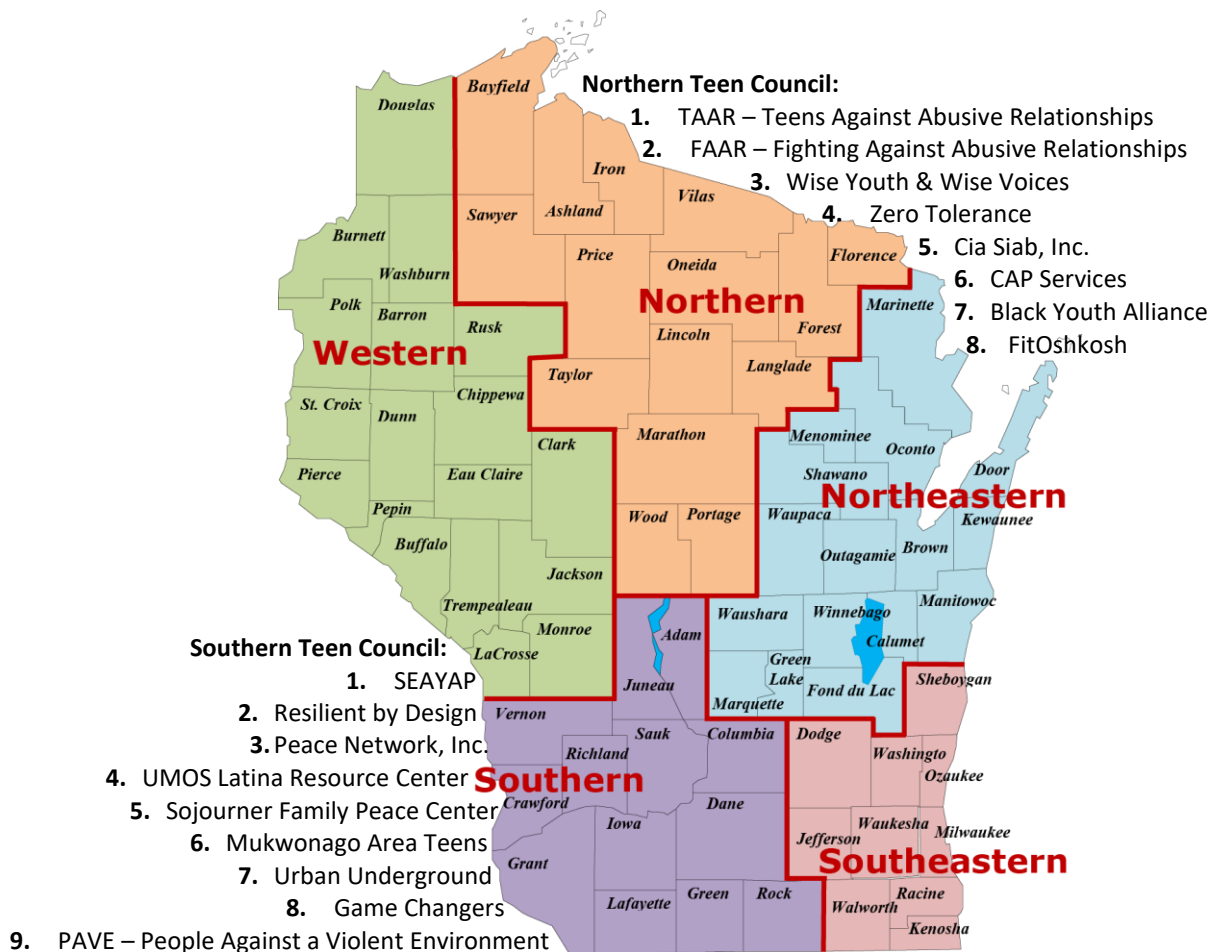 Northern Teen Council:
1. TAAR – Teens Against Abusive Relationships
2. FAAR – Fighting Against Abusive Relationships
3. Wise Youth & Wise Voices
4. Zero Tolerance
5. Cia Siab, Inc.
6. CAP Services
7. Black Youth Alliance
8. FitOshkosh
Bayfield
Douglas
Iron
Vilas
Sawyer
Ashland
Burnett
Washburn
Price
Oneida
Florence
Northern
Marinette
Polk
Barron
Rusk
Lincoln
Forest
Western
Taylor
Langlade
Chippewa
St. Croix
Dunn
Clark
Marathon
Menominee
Oconto
Pierce
Eau Claire
Shawano
Door
Northeastern
Pepin
Wood
Portage
Waupaca
Kewaunee
Buffalo
Outagamie
Brown
Jackson
Trempealeau
Monroe
Waushara
Winnebago
Manitowoc
Adam
Calumet
LaCrosse
Juneau
Green
Lake
Marquette
Fond du Lac
Sheboygan
Southern Teen Council:
1. SEAYAP
2. Resilient by Design
3. Peace Network, Inc.
4. UMOS Latina Resource Center
5. Sojourner Family Peace Center
6. Mukwonago Area Teens
7. Urban Underground
8. Game Changers
9. PAVE – People Against a Violent Environment
Vernon
Sauk
Columbia
Dodge
Richland
Washingto
Southern
Ozaukee
Crawford
Dane
Iowa
Jefferson
Waukesha
Milwaukee
Grant
Southeastern
Lafayette
Green
Rock
Walworth
Racine
Kenosha